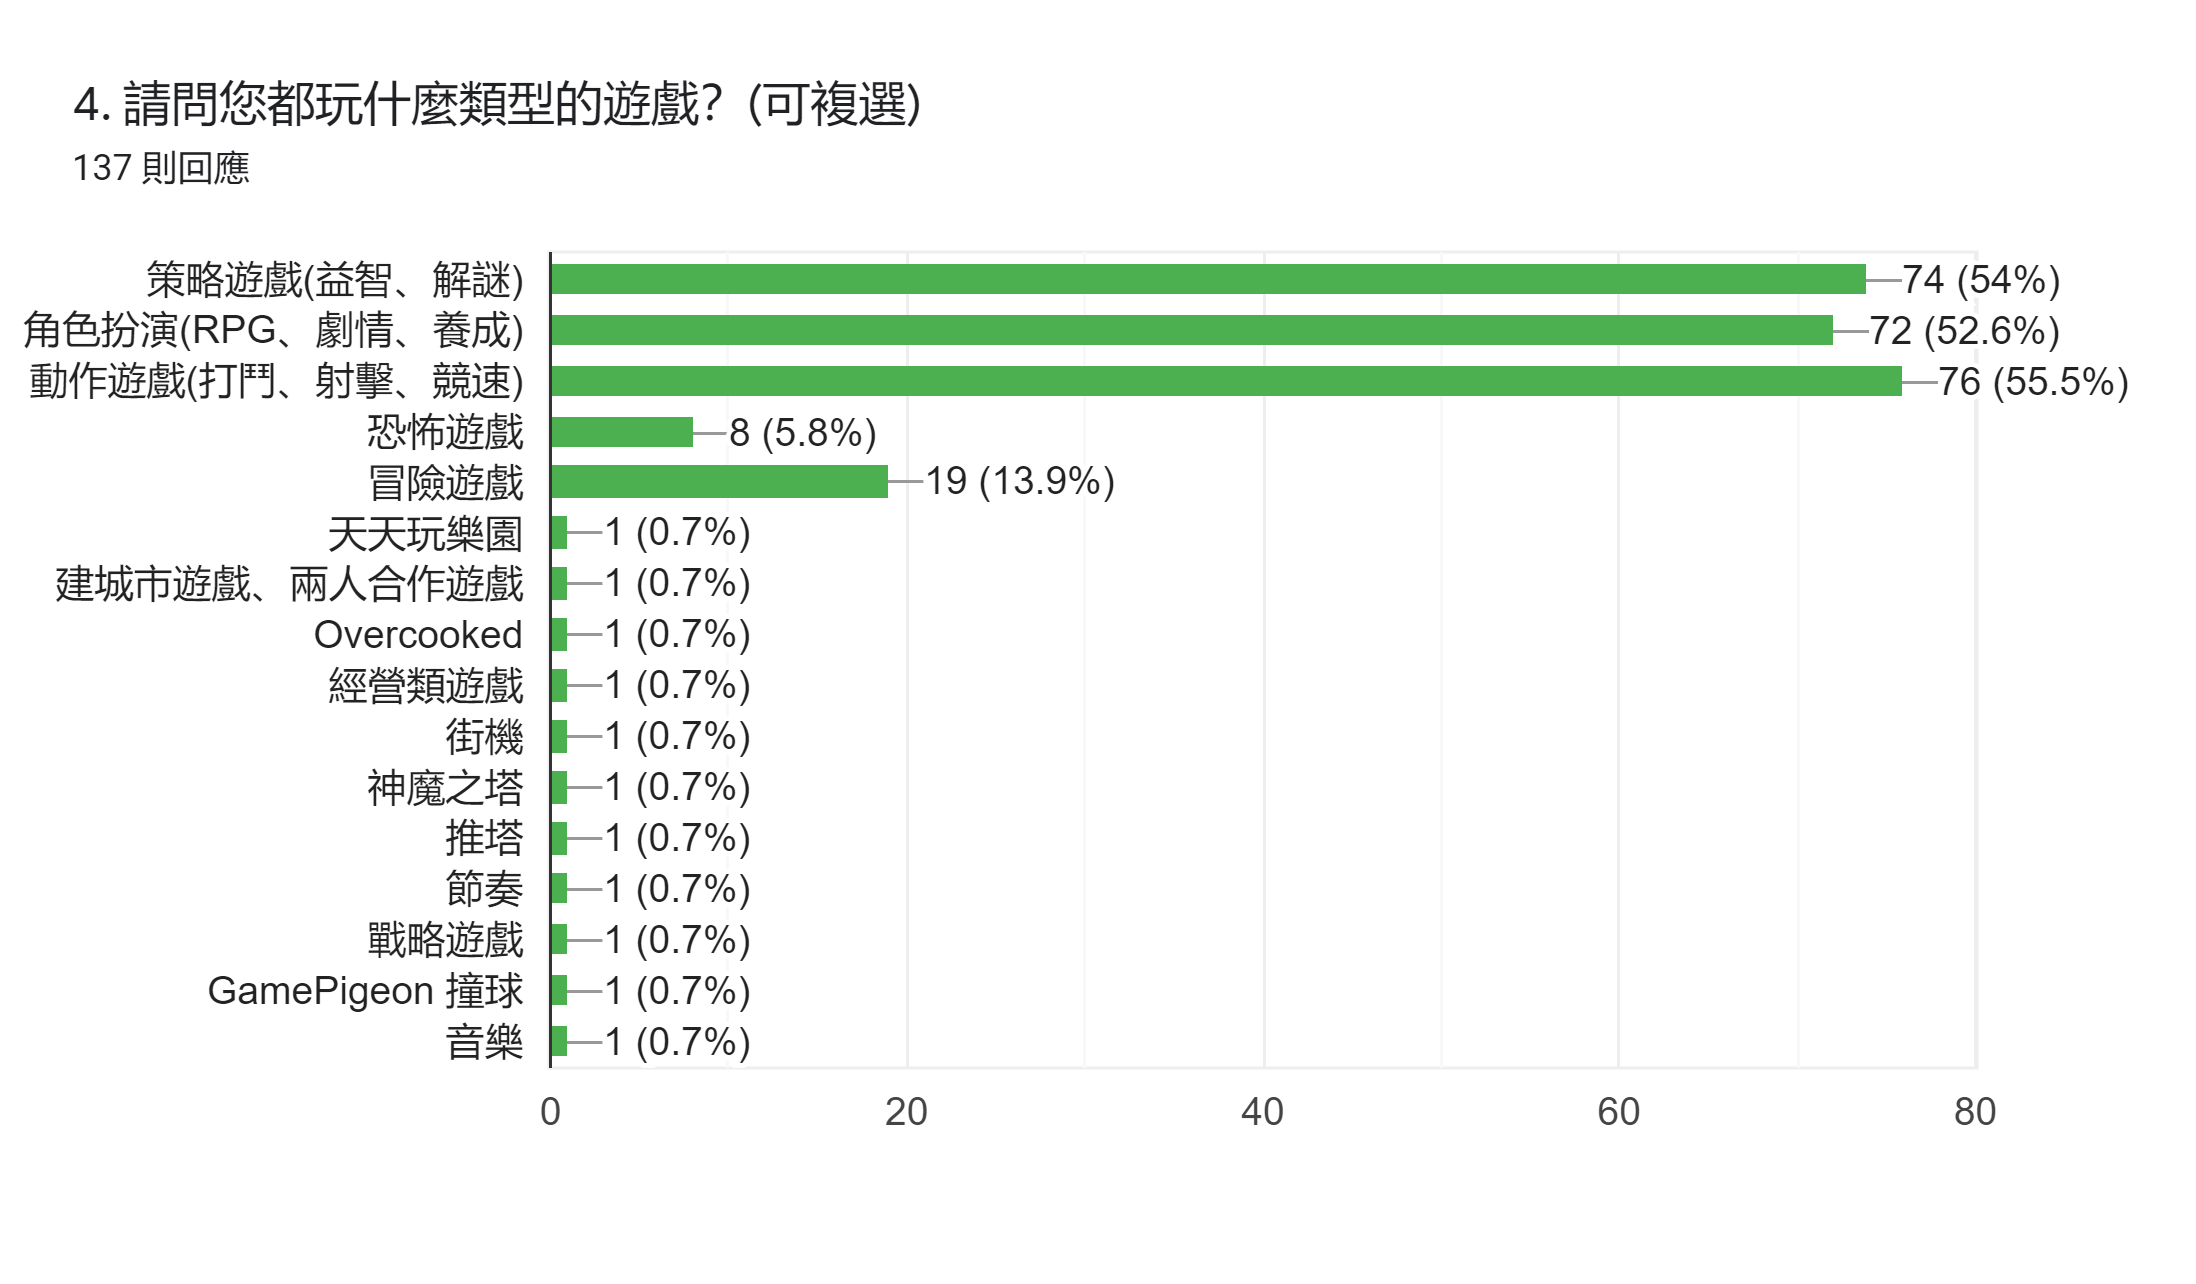 4. 請問您都玩什麼類型的遊戲？(可複選)
137 則回應
策略遊戲(益智、解謎) 74 (54%)
角色扮演(RPG、劇情、養成) 72 (52.6%)
動作遊戲(打鬥、射擊、競速) 76 (55.5%)
恐怖遊戲 8 (5.8%)
冒險遊戲 19 (13.9%)
天天玩樂園 1 (0.7%)
建城市遊戲、兩人合作遊戲 1 (0.7%)
Overcooked 1 (0.7%)
經營類遊戲 1 (0.7%)
街機 1 (0.7%)
神魔之塔 1 (0.7%)
推塔 1 (0.7%)
節奏 1 (0.7%)
戰略遊戲 1 (0.7%)
GamePigeon 撞球 1 (0.7%)
音樂 1 (0.7%)
0 20 40 60 80